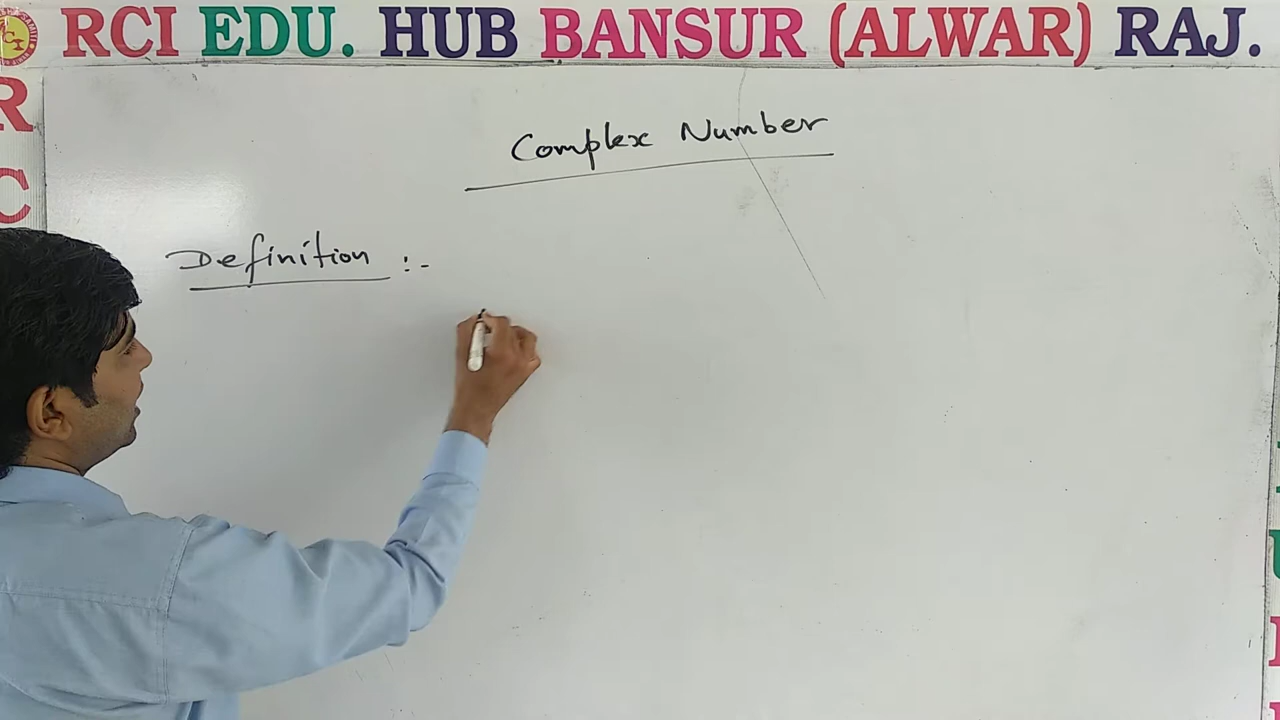 RCI EDU. HUB BANSUR (ALWAR) RAJ.
R
C
Complex Number
Definition :-